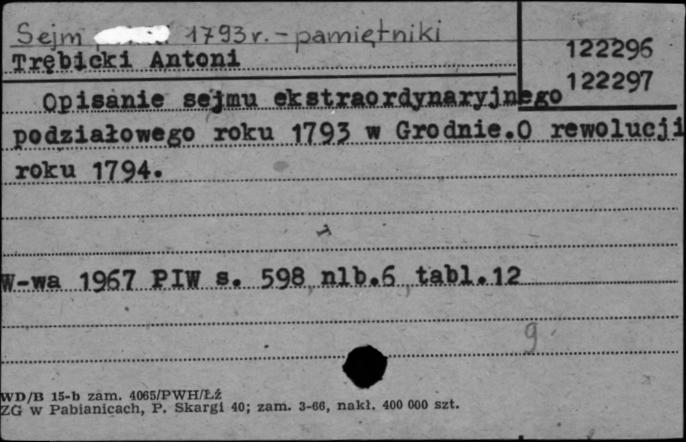 Sejm 1793 r. - pamiętniki
Trębicki Antoni
122296
122297
Opisanie sejmu ekstraordynaryjnego
podziałowego roku 1793 w Grodnie.O rewolucji
roku 1794.
W-wa 1967 PIW s. 598 nlb.6 tabl.12
9
WD/B 15-b zam. 4065/PWH/Łź
ZG w Pabianicach, P. Skargi 40; zam. 3-66, nakł. 400 000 szt.